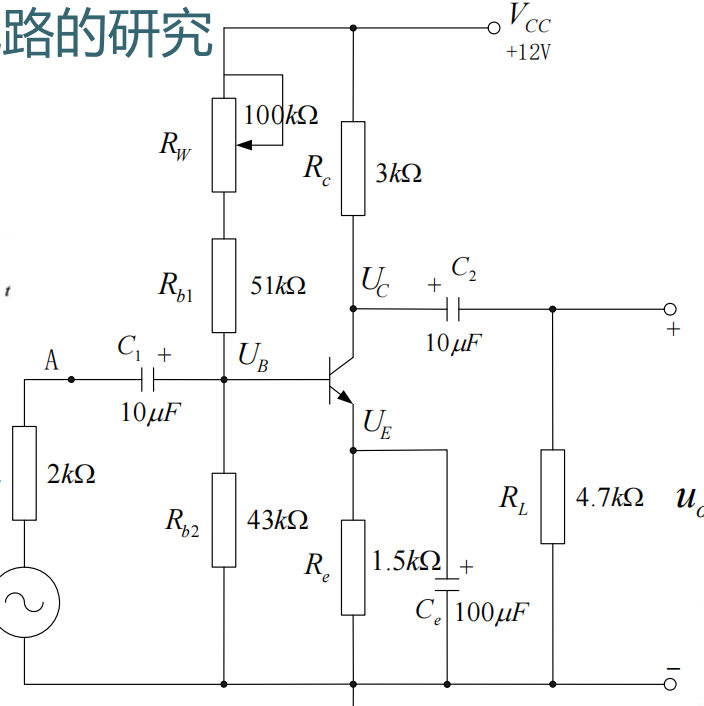 路的研究
V_CC
+12V
100kΩ
R_W
R_c
3kΩ
R_b1
51kΩ
U_C
+
C_2
10μF
+
t
A
C_1
+
U_B
10μF
U_E
2kΩ
R_b2
43kΩ
R_L
4.7kΩ
R_e
1.5kΩ
+
C_e
100μF
−